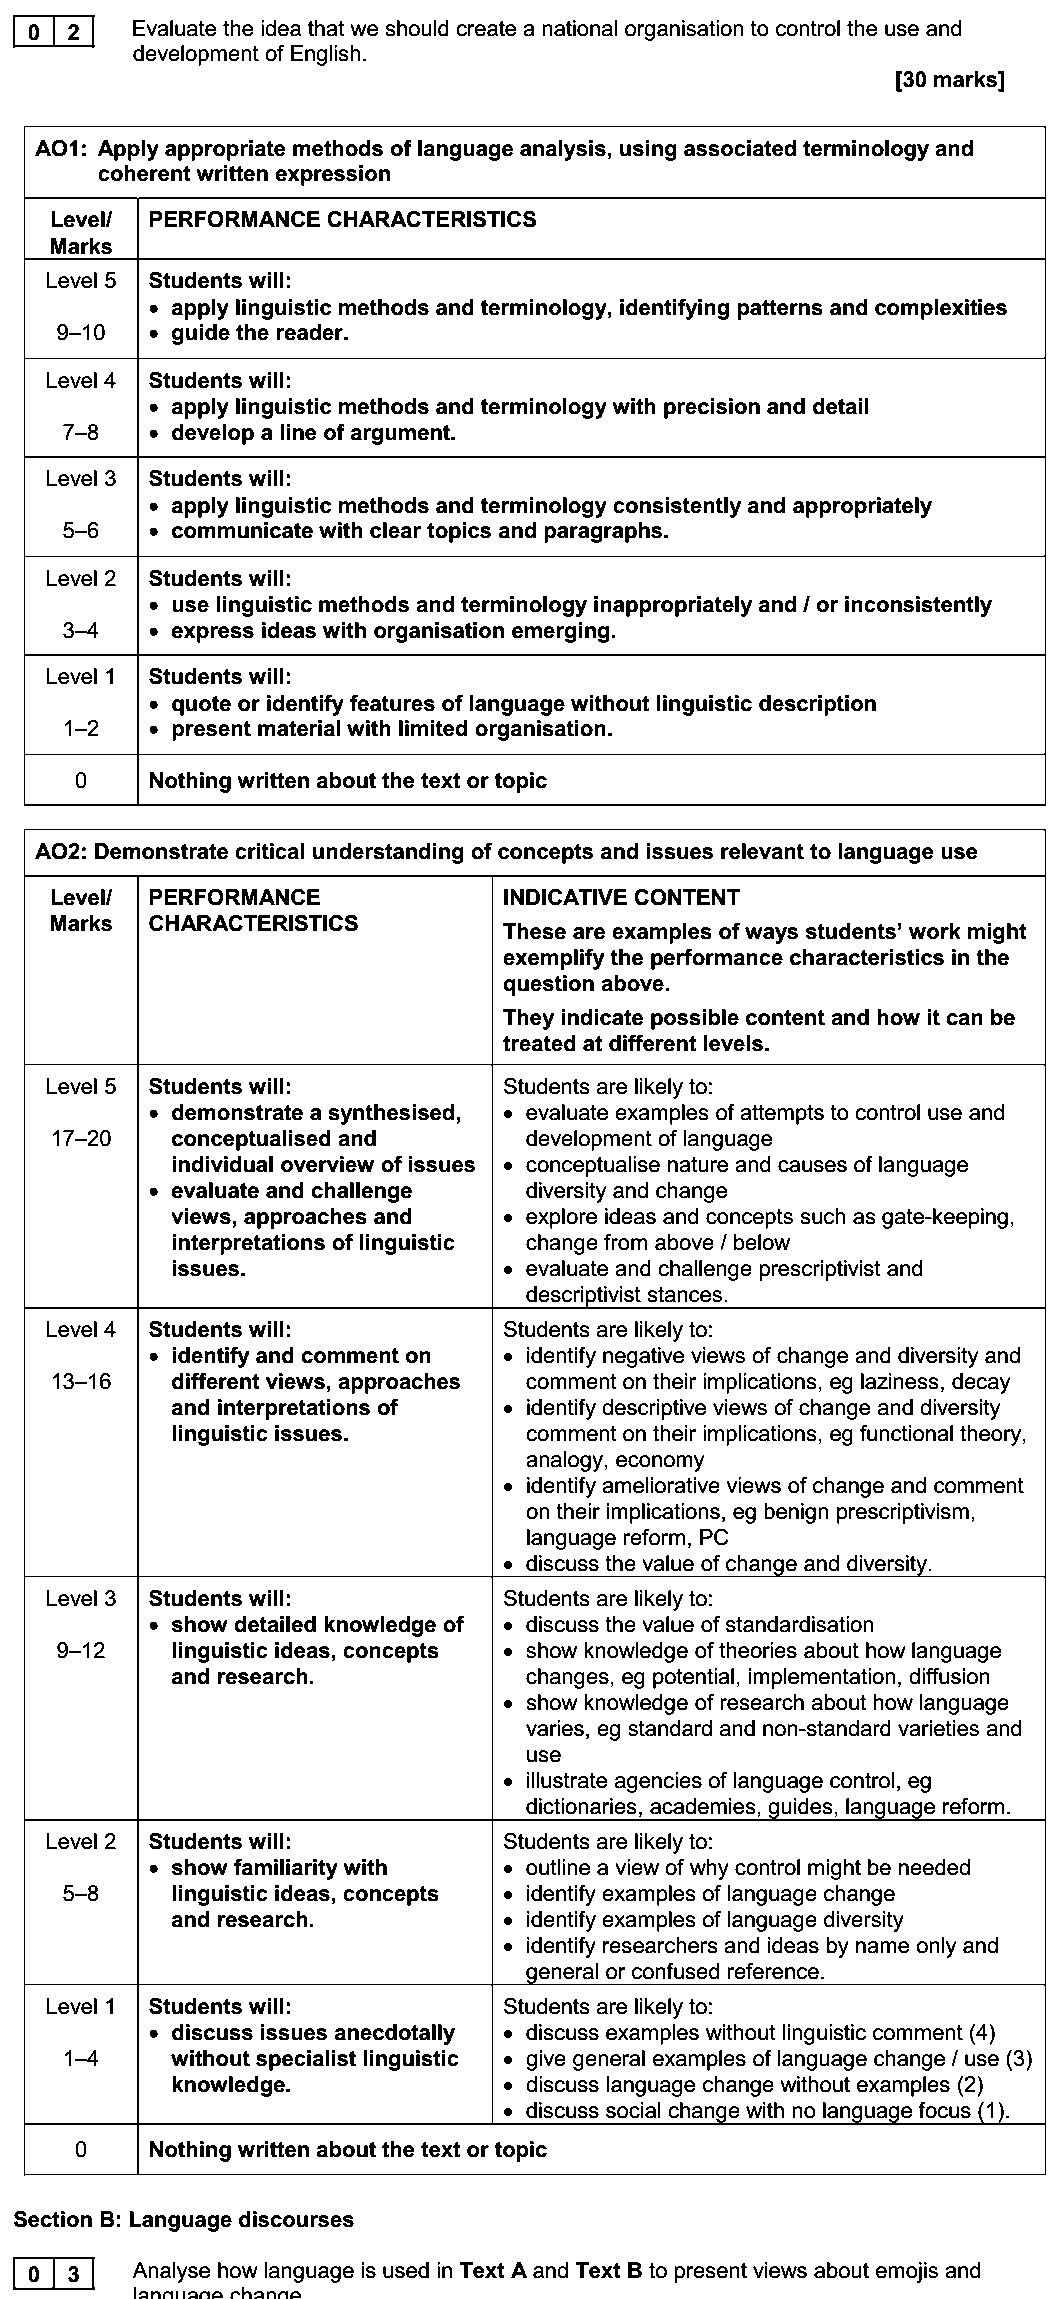 0 2 Evaluate the idea that we should create a national organisation to control the use and
development of English.
[30 marks]
AO1: Apply appropriate methods of language analysis, using associated terminology and
coherent written expression
Level/ PERFORMANCE CHARACTERISTICS
Marks
Level 5 Students will:
• apply linguistic methods and terminology, identifying patterns and complexities
9–10 • guide the reader.
Level 4 Students will:
• apply linguistic methods and terminology with precision and detail
7–8 • develop a line of argument.
Level 3 Students will:
• apply linguistic methods and terminology consistently and appropriately
5–6 • communicate with clear topics and paragraphs.
Level 2 Students will:
• use linguistic methods and terminology inappropriately and / or inconsistently
3–4 • express ideas with organisation emerging.
Level 1 Students will:
• quote or identify features of language without linguistic description
1–2 • present material with limited organisation.
0 Nothing written about the text or topic
AO2: Demonstrate critical understanding of concepts and issues relevant to language use
Level/
Marks
PERFORMANCE
CHARACTERISTICS
INDICATIVE CONTENT
These are examples of ways students’ work might
exemplify the performance characteristics in the
question above.
They indicate possible content and how it can be
treated at different levels.
Level 5
17–20
Students will:
• demonstrate a synthesised,
conceptualised and
individual overview of issues
• evaluate and challenge
views, approaches and
interpretations of linguistic
issues.
Students are likely to:
• evaluate examples of attempts to control use and
development of language
• conceptualise nature and causes of language
diversity and change
• explore ideas and concepts such as gate-keeping,
change from above / below
• evaluate and challenge prescriptivist and
descriptivist stances.
Level 4
13–16
Students will:
• identify and comment on
different views, approaches
and interpretations of
linguistic issues.
Students are likely to:
• identify negative views of change and diversity and
comment on their implications, eg laziness, decay
• identify descriptive views of change and diversity
comment on their implications, eg functional theory,
analogy, economy
• identify ameliorative views of change and comment
on their implications, eg benign prescriptivism,
language reform, PC
• discuss the value of change and diversity.
Level 3
9–12
Students will:
• show detailed knowledge of
linguistic ideas, concepts
and research.
Students are likely to:
• discuss the value of standardisation
• show knowledge of theories about how language
changes, eg potential, implementation, diffusion
• show knowledge of research about how language
varies, eg standard and non-standard varieties and
use
• illustrate agencies of language control, eg
dictionaries, academies, guides, language reform.
Level 2
5–8
Students will:
• show familiarity with
linguistic ideas, concepts
and research.
Students are likely to:
• outline a view of why control might be needed
• identify examples of language change
• identify examples of language diversity
• identify researchers and ideas by name only and
general or confused reference.
Level 1
1–4
Students will:
• discuss issues anecdotally
without specialist linguistic
knowledge.
Students are likely to:
• discuss examples without linguistic comment (4)
• give general examples of language change / use (3)
• discuss language change without examples (2)
• discuss social change with no language focus (1).
0 Nothing written about the text or topic
Section B: Language discourses
0 3 Analyse how language is used in Text A and Text B to present views about emojis and
language change.